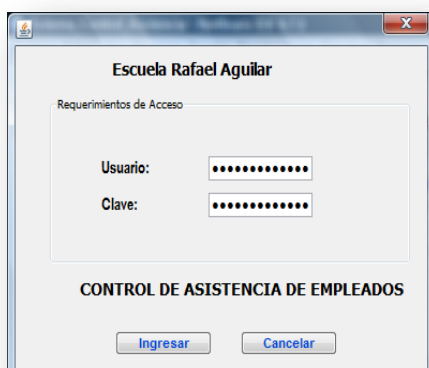 Escuela Rafael Aguilar
Requerimientos de Acceso
Usuario: •••••••••••••
Clave: •••••••••••••
CONTROL DE ASISTENCIA DE EMPLEADOS
Ingresar Cancelar